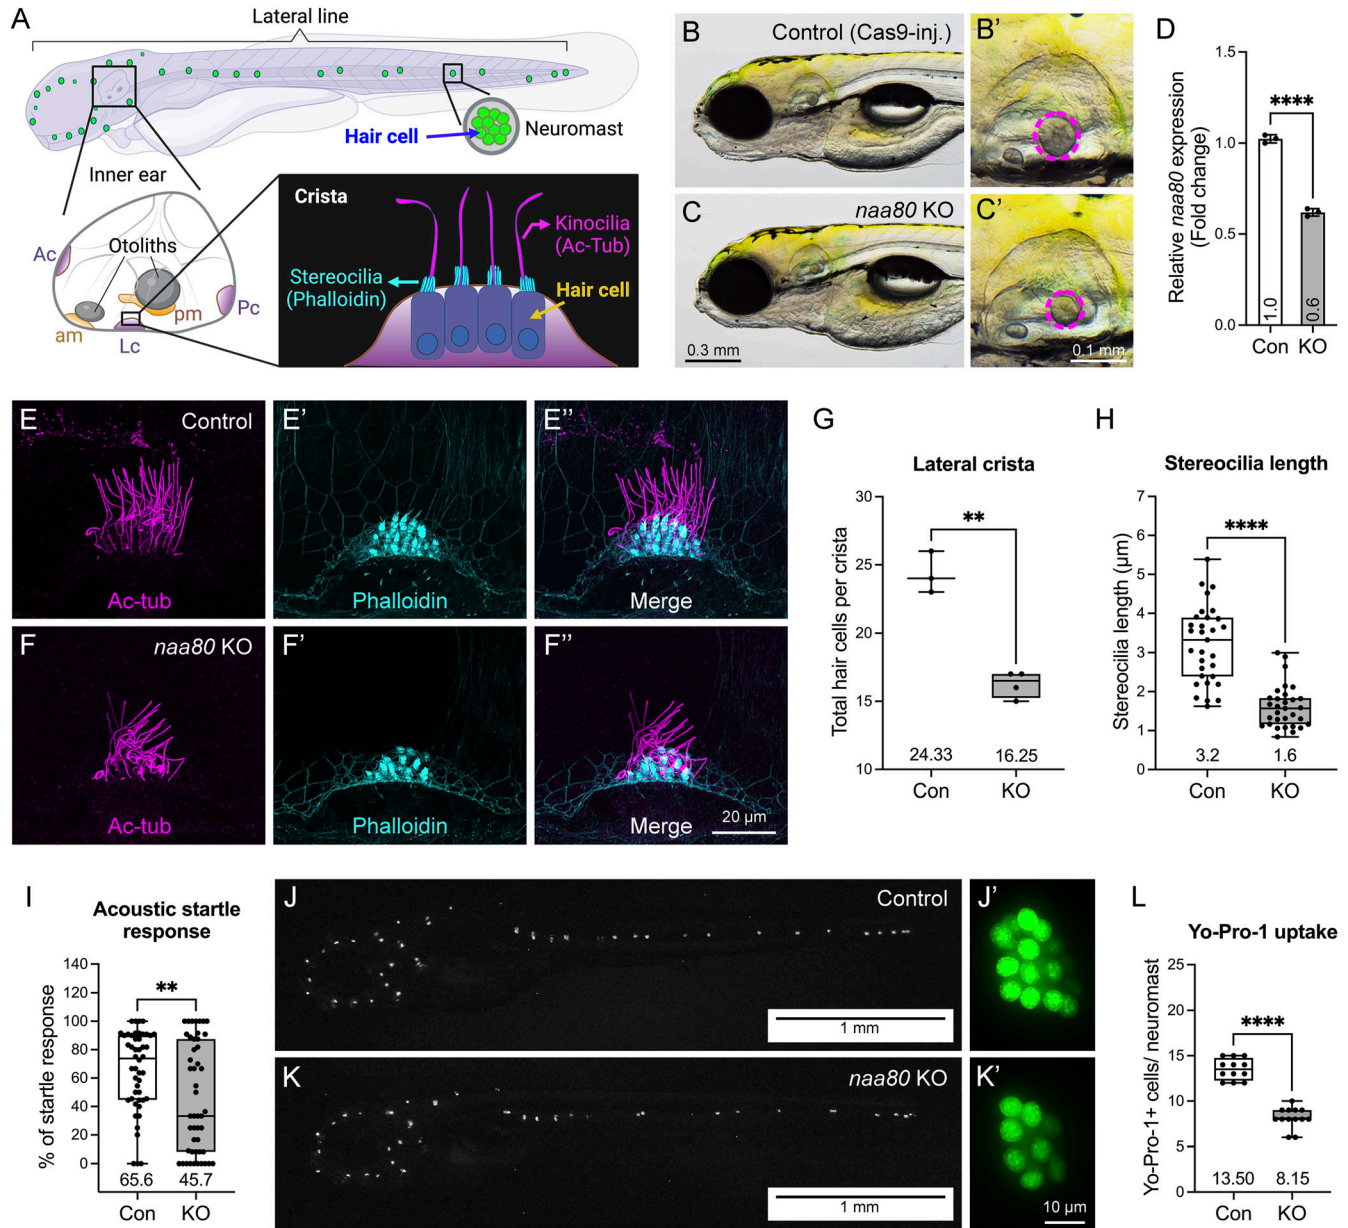 A
Lateral line
Hair cell
Neuromast
Inner ear
Otoliths
Ac
Pc
pm
am
Lc
Crista
Kinocilia
(Ac-Tub)
Stereocilia
(Phalloidin)
Hair cell
B
Control (Cas9-inj.)
B'
C
naa80 KO
0.3 mm
C'
0.1 mm
D
Relative naa80 expression
(Fold change)
1.5
1.0
0.5
0.0
****
1.0
0.6
Con
KO
E
Control
Ac-tub
E'
Phalloidin
E''
Merge
F
naa80 KO
Ac-tub
F'
Phalloidin
F''
Merge
20 µm
G
Lateral crista
Total hair cells per crista
30
25
20
15
10
**
24.33
16.25
Con
KO
H
Stereocilia length
Stereocilia length (µm)
7
6
5
4
3
2
1
0
****
3.2
1.6
Con
KO
I
Acoustic startle
response
% of startle response
140
120
100
80
60
40
20
0
**
65.6
45.7
Con
KO
J
Control
1 mm
J'
K
naa80 KO
1 mm
K'
10 µm
L
Yo-Pro-1 uptake
Yo-Pro-1+ cells/ neuromast
25
20
15
10
5
0
****
13.50
8.15
Con
KO